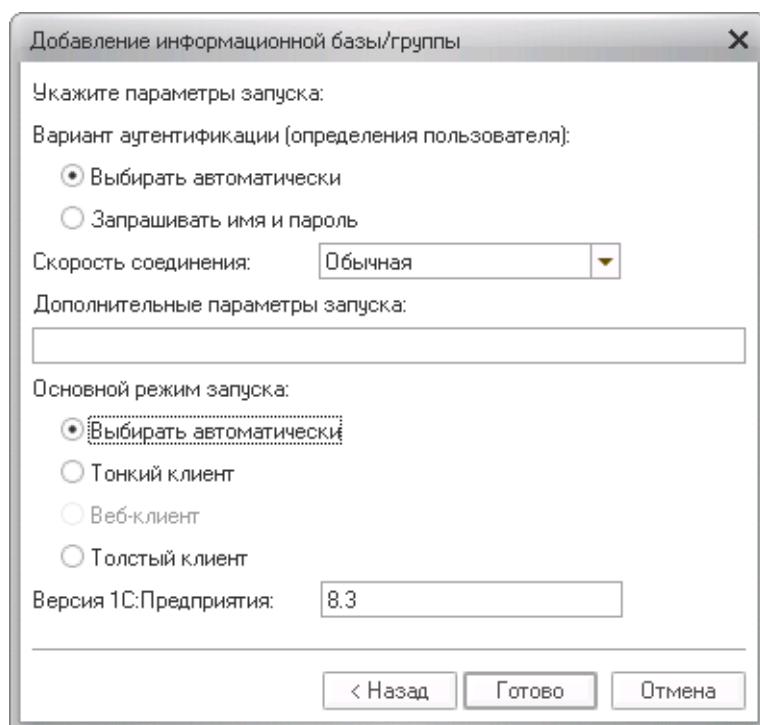 Добавление информационной базы/группы
Укажите параметры запуска:
Вариант аутентификации (определения пользователя):
Выбирать автоматически
Запрашивать имя и пароль
Скорость соединения: Обычная
Дополнительные параметры запуска:
Основной режим запуска:
Выбирать автоматически
Тонкий клиент
Веб-клиент
Толстый клиент
Версия 1С:Предприятия: 8.3
< Назад Готово Отмена